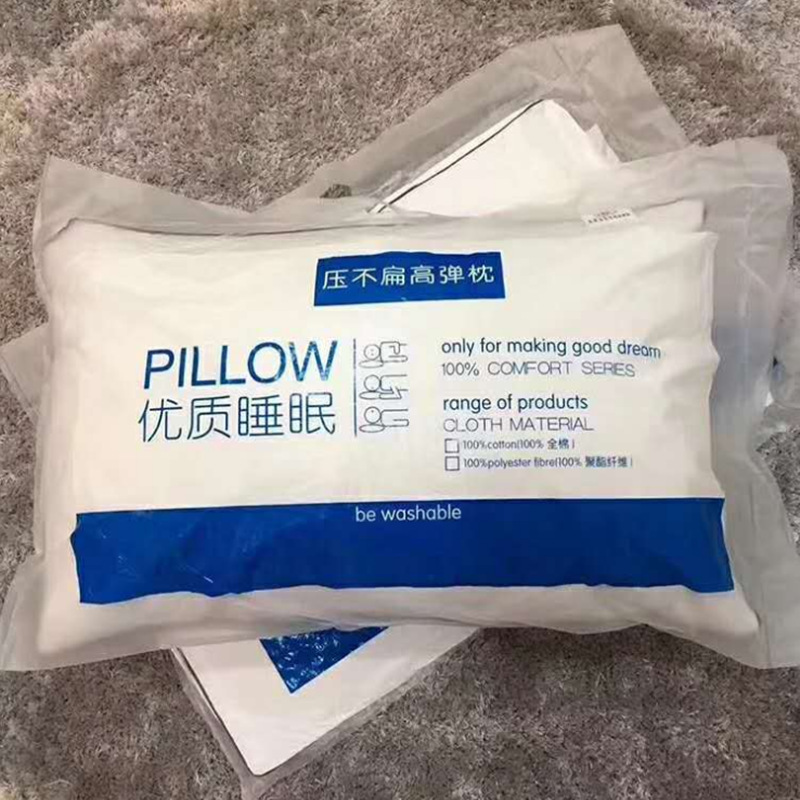 压不扁高弹枕
PILLOW
优质睡眠
only for making good dream
100% COMFORT SERIES
range of products
CLOTH MATERIAL
100%cotton(100% 全棉)
100%polyester fibre(100% 聚酯纤维)
be washable